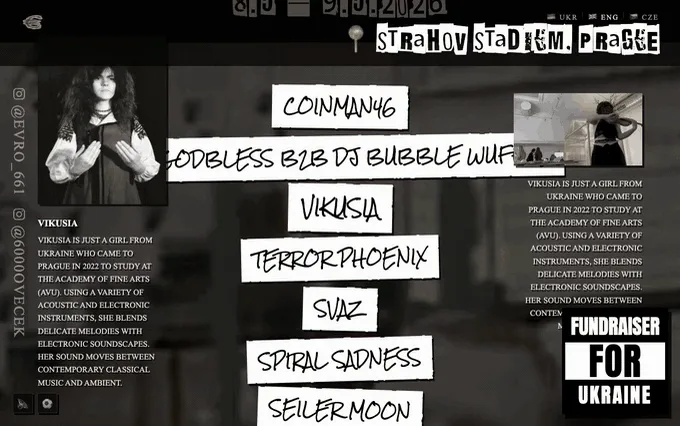 8.5 — 9.5.2026
UKR ENG CZE
STRAHOV STADIUM, PRAGUE
@EVRO_661
@60000VECEK
COINMAN46
GODBLESS B2B DJ BUBBLE WUF
VIKUSIA
TERRORPHOENIX
SVAZ
SPIRAL SADNESS
SEILERMOON
VIKUSIA
VIKUSIA IS JUST A GIRL FROM
UKRAINE WHO CAME TO
PRAGUE IN 2022 TO STUDY AT
THE ACADEMY OF FINE ARTS
(AVU). USING A VARIETY OF
ACOUSTIC AND ELECTRONIC
INSTRUMENTS, SHE BLENDS
DELICATE MELODIES WITH
ELECTRONIC SOUNDSCAPES.
HER SOUND MOVES BETWEEN
CONTEMPORARY CLASSICAL
MUSIC AND AMBIENT.
VIKUSIA IS JUST A GIRL FROM
UKRAINE WHO CAME TO
PRAGUE IN 2022 TO STUDY AT
THE ACADEMY OF FINE ARTS
(AVU). USING A VARIETY OF
ACOUSTIC AND ELECTRONIC
INSTRUMENTS, SHE BLENDS
DELICATE MELODIES WITH
ELECTRONIC SOUNDSCAPES.
HER SOUND MOVES BETWEEN
FUNDRAISER
FOR
UKRAINE